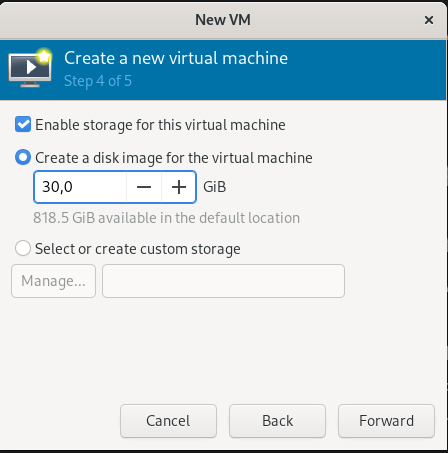 New VM
Create a new virtual machine
Step 4 of 5
Enable storage for this virtual machine
Create a disk image for the virtual machine
30,0 GiB
818.5 GiB available in the default location
Select or create custom storage
Manage...
Cancel Back Forward